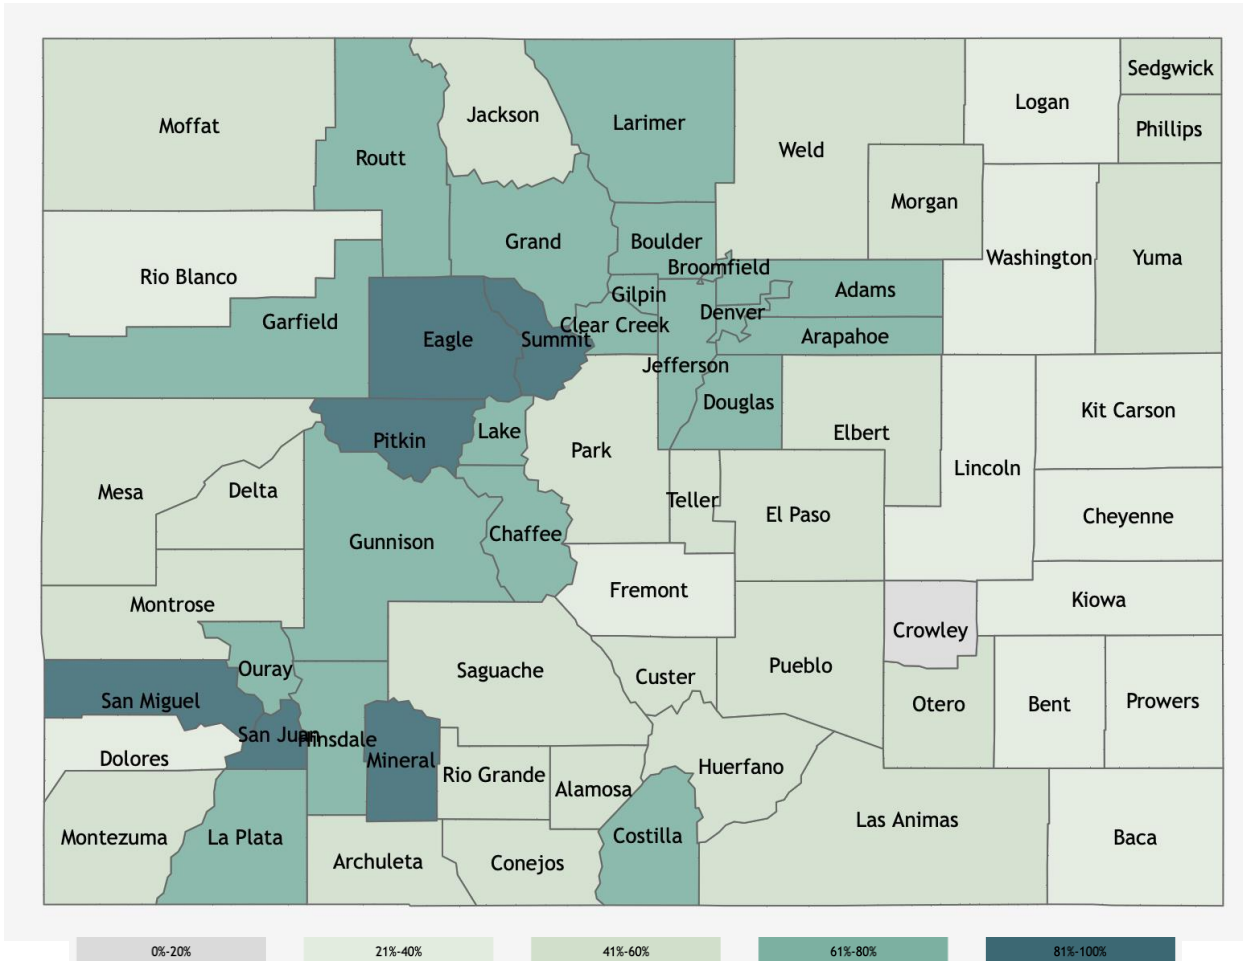 Sedgwick
Logan
Jackson
Larimer
Moffat
Phillips
Weld
Routt
Morgan
Grand
Boulder
Washington
Yuma
Broomfield
Rio Blanco
Adams
Gilpin
Denver
Garfield
Clear Creek
Eagle
Summit
Arapahoe
Jefferson
Douglas
Kit Carson
Lake
Elbert
Pitkin
Park
Lincoln
Mesa
Delta
Teller
El Paso
Cheyenne
Chaffee
Gunnison
Fremont
Montrose
Kiowa
Crowley
Ouray
Saguache
Custer
Pueblo
San Miguel
Otero
Bent
Prowers
San Juan
Hinsdale
Dolores
Mineral
Huerfano
Rio Grande
Alamosa
Las Animas
Montezuma
La Plata
Costilla
Baca
Archuleta
Conejos
0%-20%
21%-40%
41%-60%
61%-80%
81%-100%